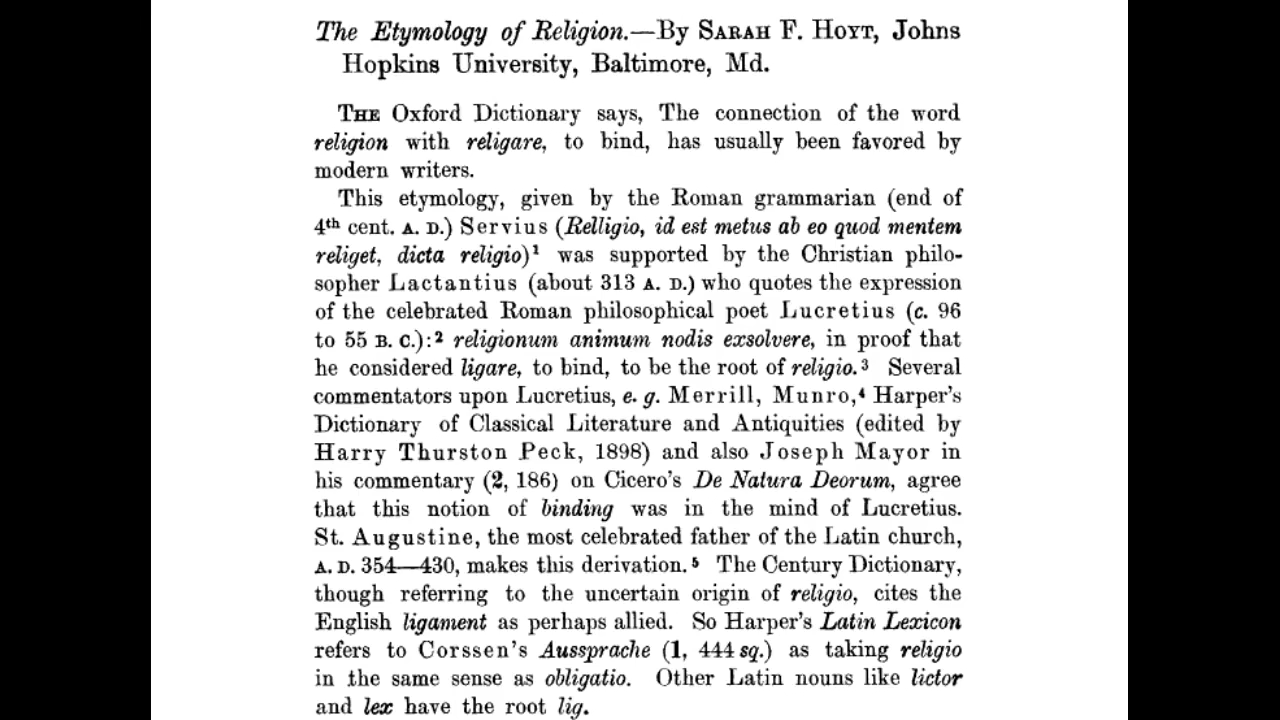 The Etymology of Religion.—By SARAH F. HOYT, Johns
Hopkins University, Baltimore, Md.
THE Oxford Dictionary says, The connection of the word
religion with religare, to bind, has usually been favored by
modern writers.
This etymology, given by the Roman grammarian (end of
4th cent. A. D.) Servius (Relligio, id est metus ab eo quod mentem
religet, dicta religio)1 was supported by the Christian philo-
sopher Lactantius (about 313 A. D.) who quotes the expression
of the celebrated Roman philosophical poet Lucretius (c. 96
to 55 B. C.):2 religionum animum nodis exsolvere, in proof that
he considered ligare, to bind, to be the root of religio.3 Several
commentators upon Lucretius, e. g. Merrill, Munro,4 Harper's
Dictionary of Classical Literature and Antiquities (edited by
Harry Thurston Peck, 1898) and also Joseph Mayor in
his commentary (2, 186) on Cicero's De Natura Deorum, agree
that this notion of binding was in the mind of Lucretius.
St. Augustine, the most celebrated father of the Latin church,
A. D. 354—430, makes this derivation.5 The Century Dictionary,
though referring to the uncertain origin of religio, cites the
English ligament as perhaps allied. So Harper's Latin Lexicon
refers to Corssen's Aussprache (1, 444 sq.) as taking religio
in the same sense as obligatio. Other Latin nouns like lictor
and lex have the root lig.